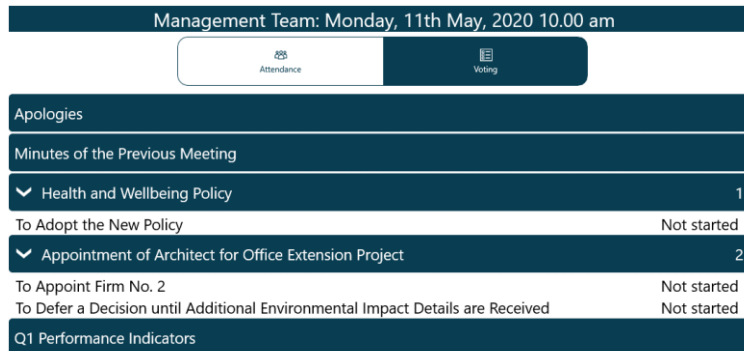 Management Team: Monday, 11th May, 2020 10.00 am
Attendance
Voting
Apologies
Minutes of the Previous Meeting
Health and Wellbeing Policy 1
To Adopt the New Policy Not started
Appointment of Architect for Office Extension Project 2
To Appoint Firm No. 2 Not started
To Defer a Decision until Additional Environmental Impact Details are Received Not started
Q1 Performance Indicators